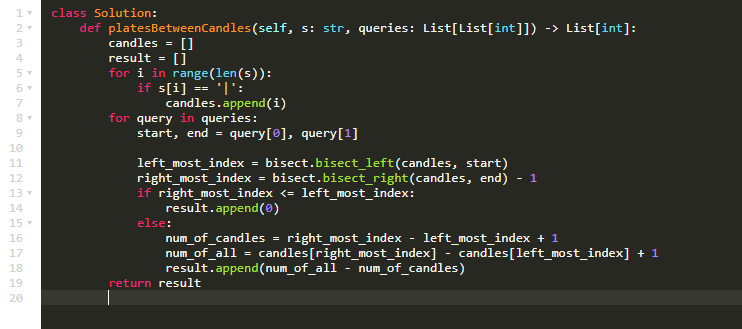 1 class Solution:
2     def platesBetweenCandles(self, s: str, queries: List[List[int]]) -> List[int]:
3         candles = []
4         result = []
5         for i in range(len(s)):
6             if s[i] == '|':
7                 candles.append(i)
8         for query in queries:
9             start, end = query[0], query[1]
10
11             left_most_index = bisect.bisect_left(candles, start)
12             right_most_index = bisect.bisect_right(candles, end) - 1
13             if right_most_index <= left_most_index:
14                 result.append(0)
15             else:
16                 num_of_candles = right_most_index - left_most_index + 1
17                 num_of_all = candles[right_most_index] - candles[left_most_index] + 1
18                 result.append(num_of_all - num_of_candles)
19         return result
20